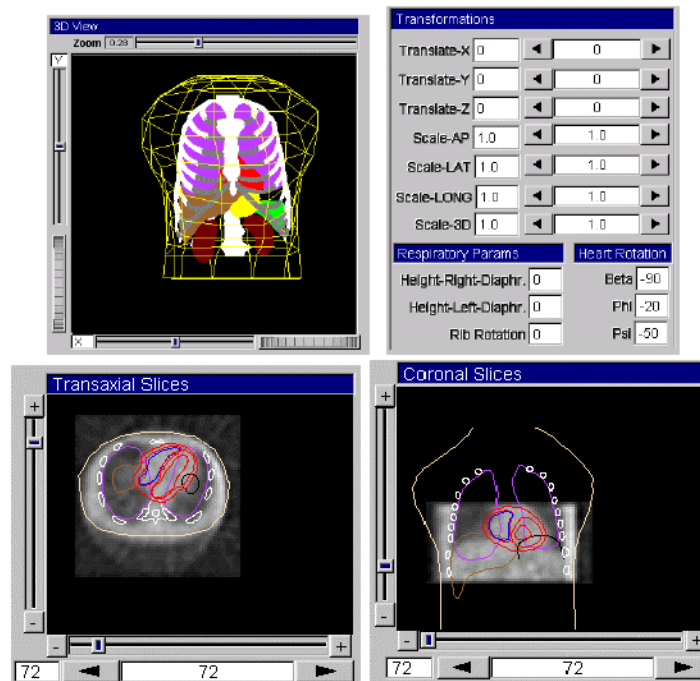 3D View
Zoom 0.28
Y
X
Transformations
Translate-X 0 0
Translate-Y 0 0
Translate-Z 0 0
Scale-AP 1.0 1.0
Scale-LAT 1.0 1.0
Scale-LONG 1.0 1.0
Scale-3D 1.0 1.0
Respiratory Params
Height-Right-Diaphr. 0
Height-Left-Diaphr. 0
Rib Rotation 0
Heart Rotation
Beta -90
Phi -20
Psi -50
Transaxial Slices
+
-
- +
72 72
Coronal Slices
+
-
- +
72 72